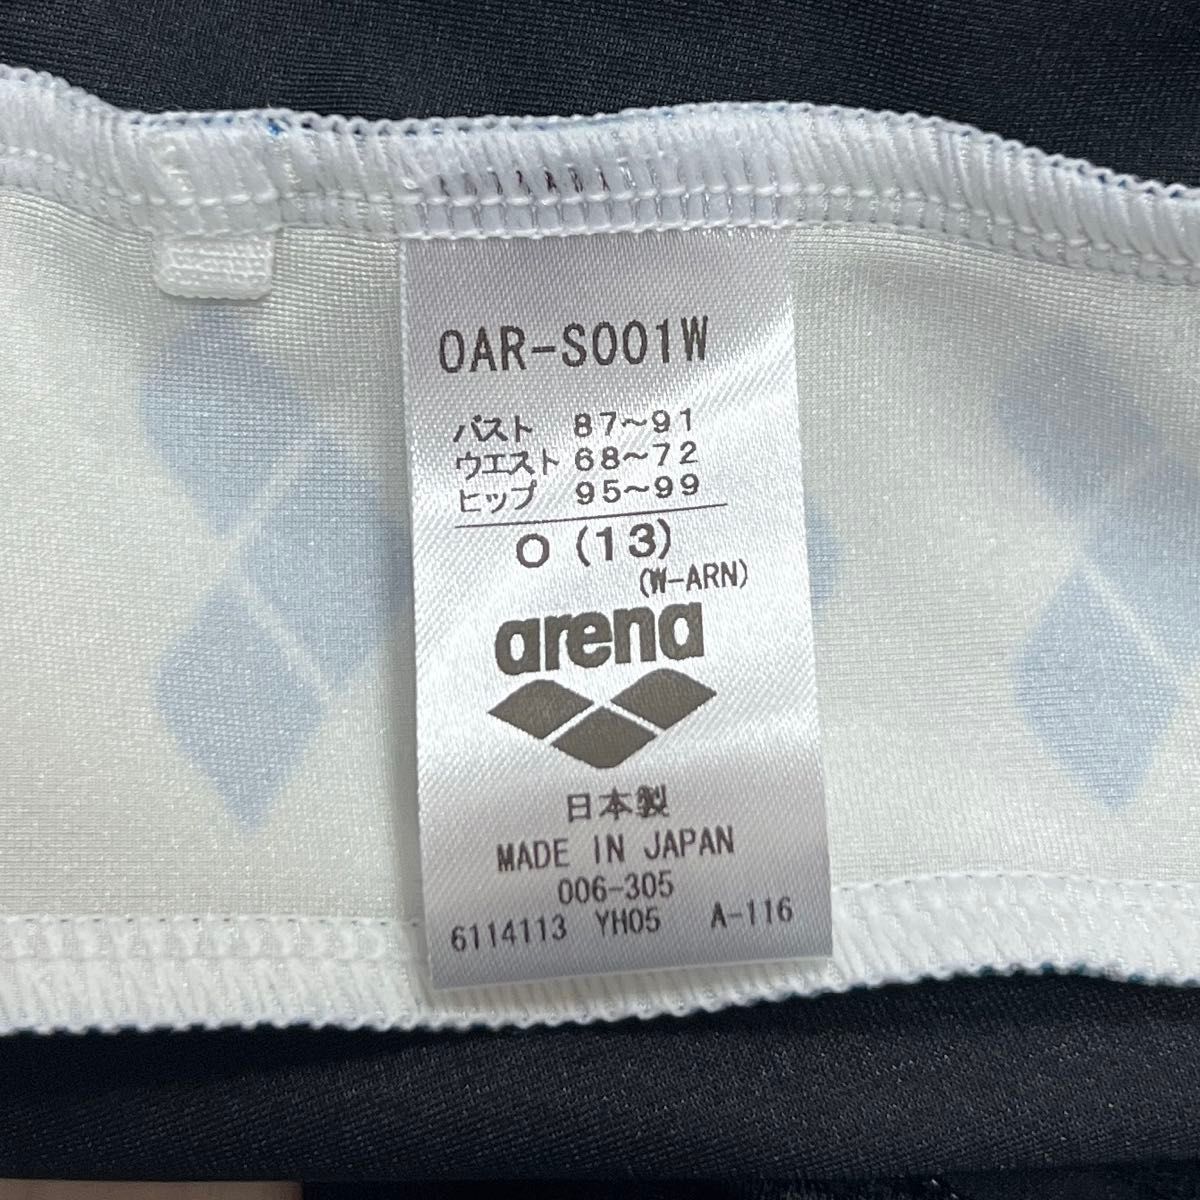 OAR-S001W
バスト 87～91
ウエスト 68～72
ヒップ 95～99
O (13)
(W-ARN)
arena
日本製
MADE IN JAPAN
006-305
6114113 YH05 A-116